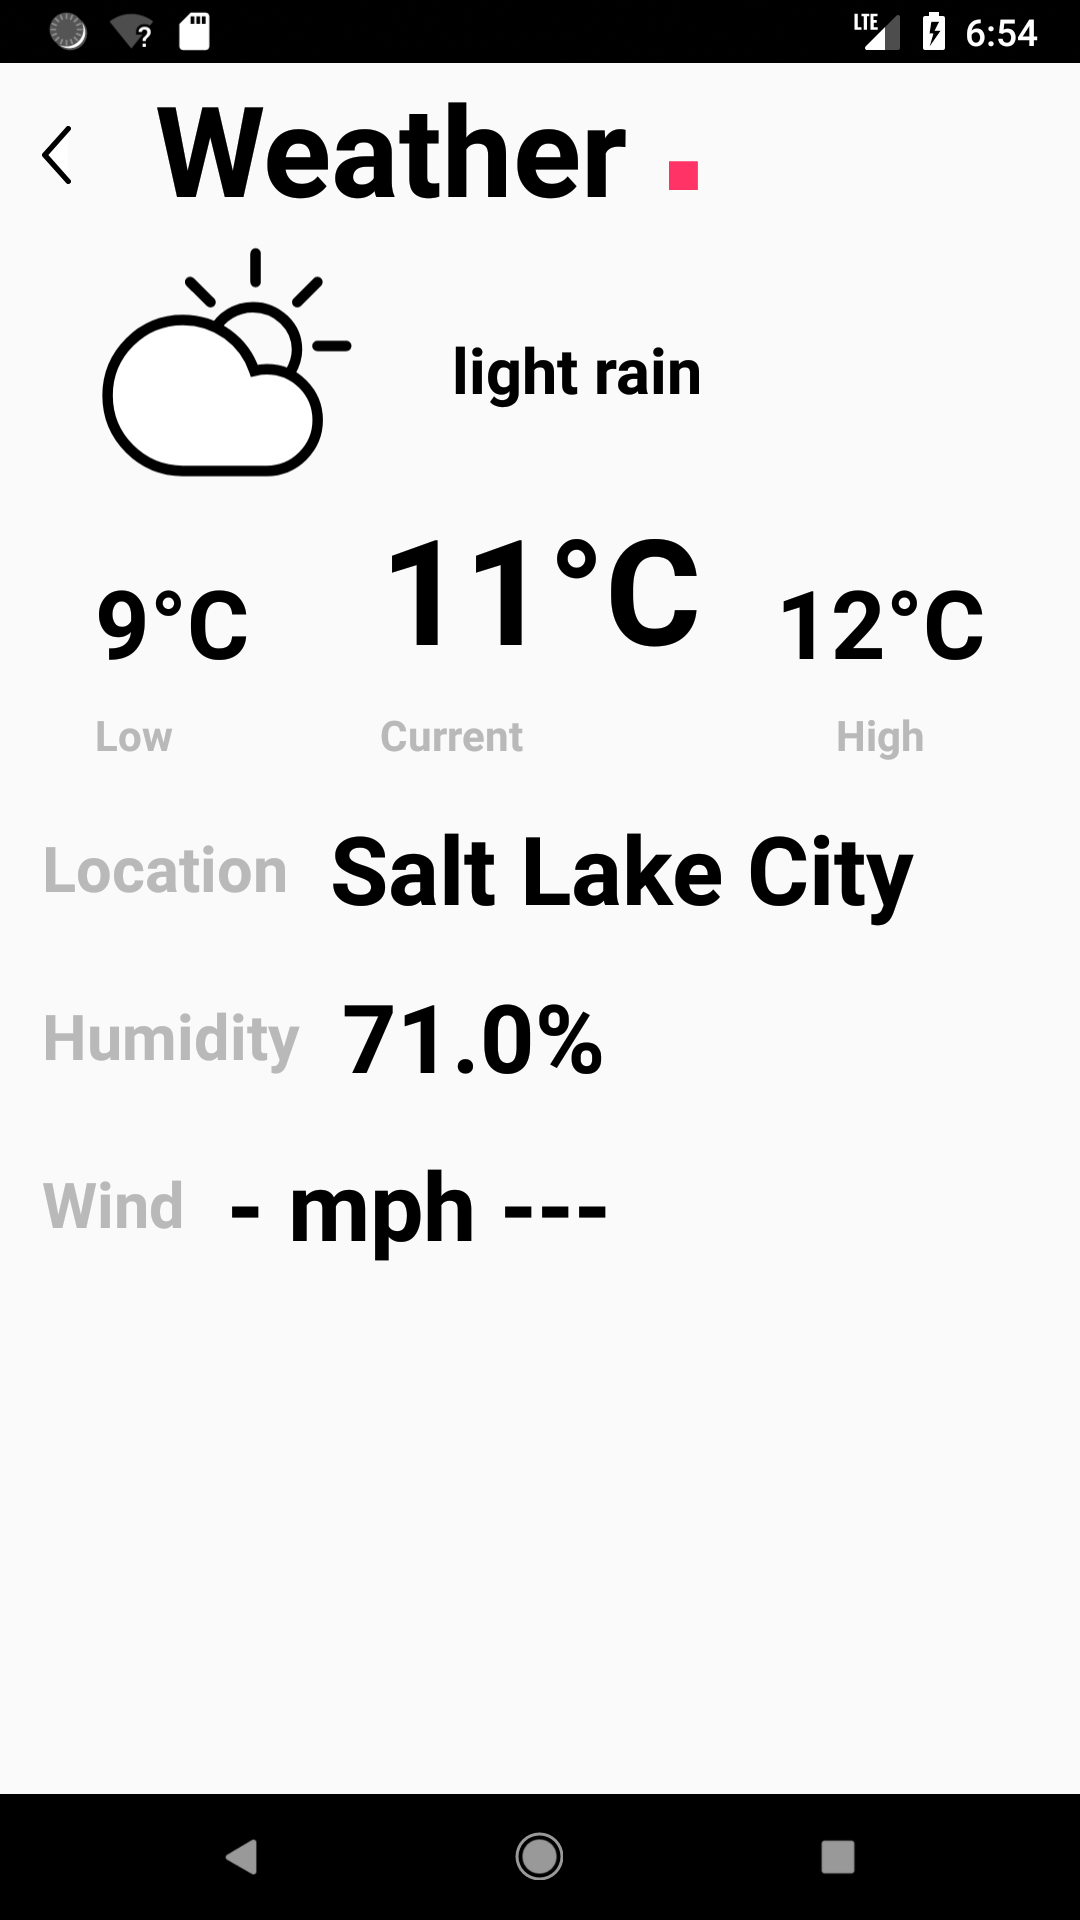 LTE 6:54
Weather .
light rain
9°C 11°C 12°C
Low Current High
Location Salt Lake City
Humidity 71.0%
Wind - mph ---